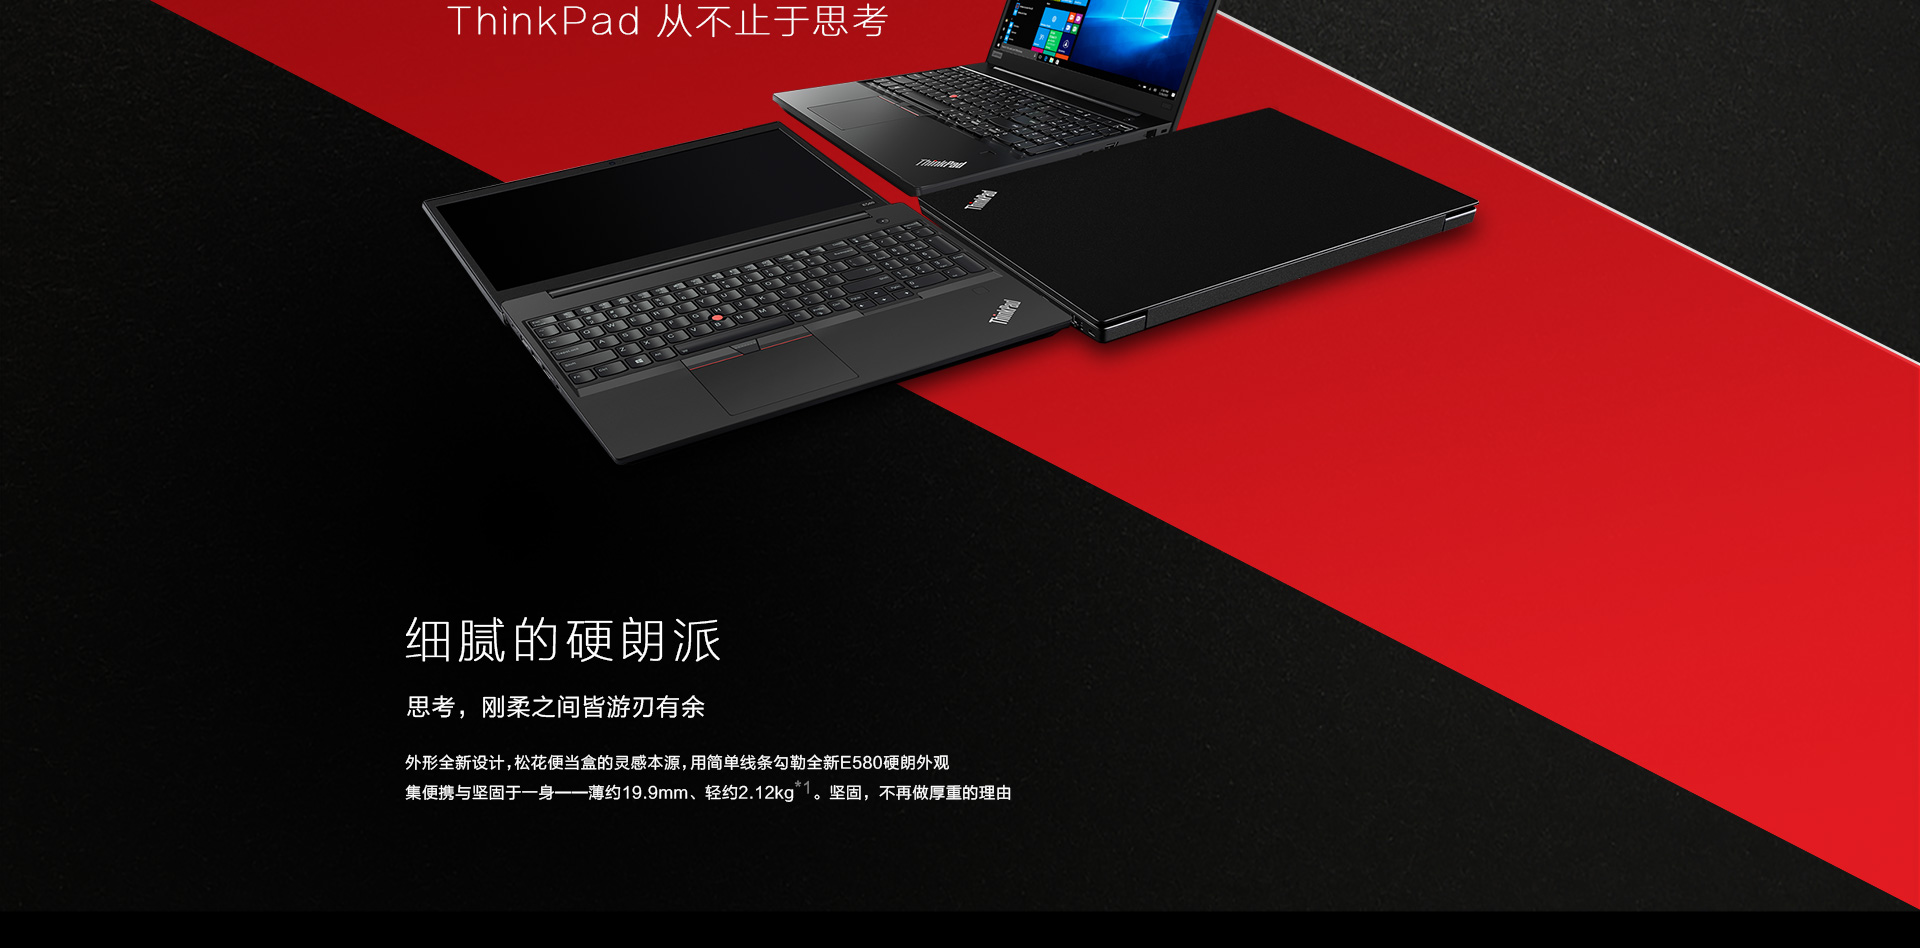 ThinkPad 从不止于思考
ThinkPad
ThinkPad
ThinkPad
细腻的硬朗派
思考，刚柔之间皆游刃有余
外形全新设计，松花便当盒的灵感本源，用简单线条勾勒全新E580硬朗外观
集便携与坚固于一身——薄约19.9mm、轻约2.12kg*1。坚固，不再做厚重的理由